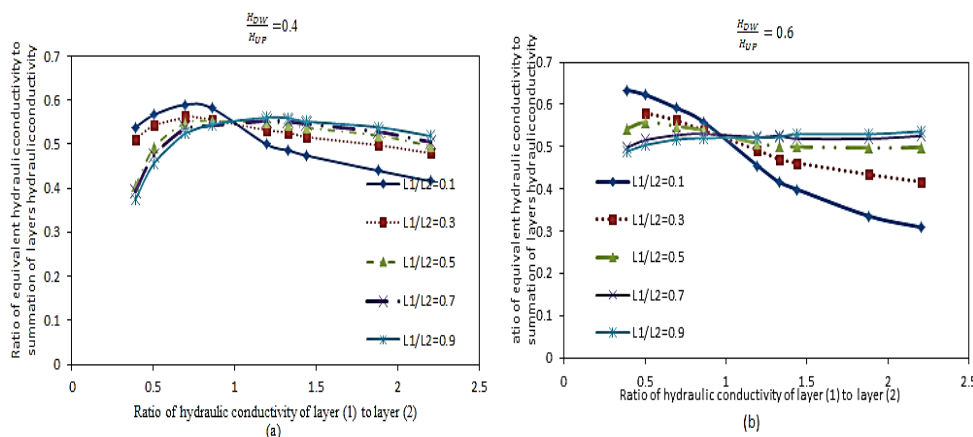 H_DW/H_UP =0.4
Ratio of equivalent hydraulic conductivity to
summation of layers hydraulic conductivity
0.7
0.6
0.5
0.4
0.3
0.2
0.1
0
L1/L2=0.1
L1/L2=0.3
L1/L2=0.5
L1/L2=0.7
L1/L2=0.9
0
0.5
1
1.5
2
2.5
Ratio of hydraulic conductivity of layer (1) to layer (2)
(a)
H_DW/H_UP =0.6
atio of equivalent hydraulic conductivity to
summation of layers hydraulic conductivity
0.7
0.6
0.5
0.4
0.3
0.2
0.1
0
L1/L2=0.1
L1/L2=0.3
L1/L2=0.5
L1/L2=0.7
L1/L2=0.9
0
0.5
1
1.5
2
2.5
Ratio of hydraulic conductivity of layer (1) to layer (2)
(b)